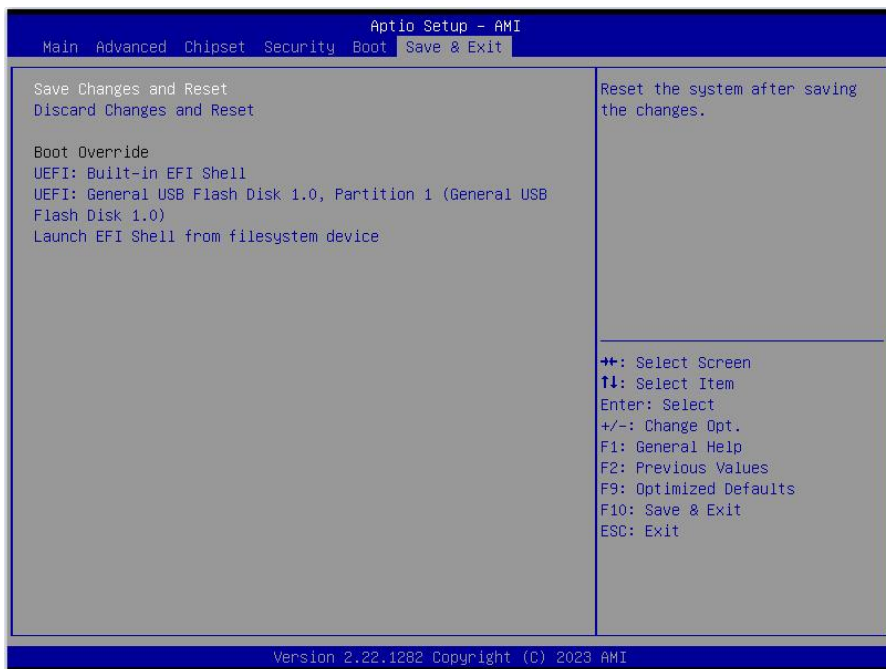 Aptio Setup – AMI
Main Advanced Chipset Security Boot Save & Exit
Save Changes and Reset
Discard Changes and Reset
Boot Override
UEFI: Built-in EFI Shell
UEFI: General USB Flash Disk 1.0, Partition 1 (General USB
Flash Disk 1.0)
Launch EFI Shell from filesystem device
Reset the system after saving
the changes.
→←: Select Screen
↑↓: Select Item
Enter: Select
+/-: Change Opt.
F1: General Help
F2: Previous Values
F9: Optimized Defaults
F10: Save & Exit
ESC: Exit
Version 2.22.1282 Copyright (C) 2023 AMI